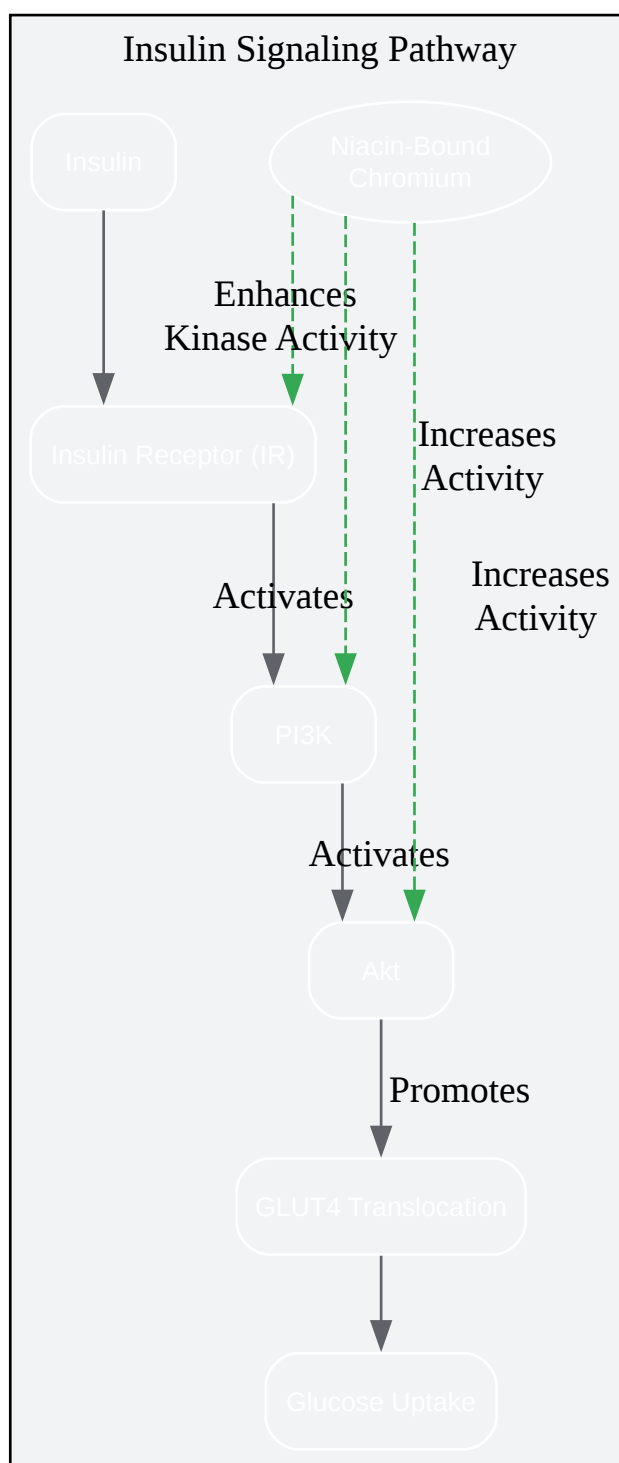 Insulin Signaling Pathway
Insulin
Niacin-Bound
Chromium
Enhances
Kinase Activity
Increases
Activity
Insulin Receptor (IR)
Increases
Activity
Activates
PI3K
Activates
Akt
Promotes
GLUT4 Translocation
Glucose Uptake